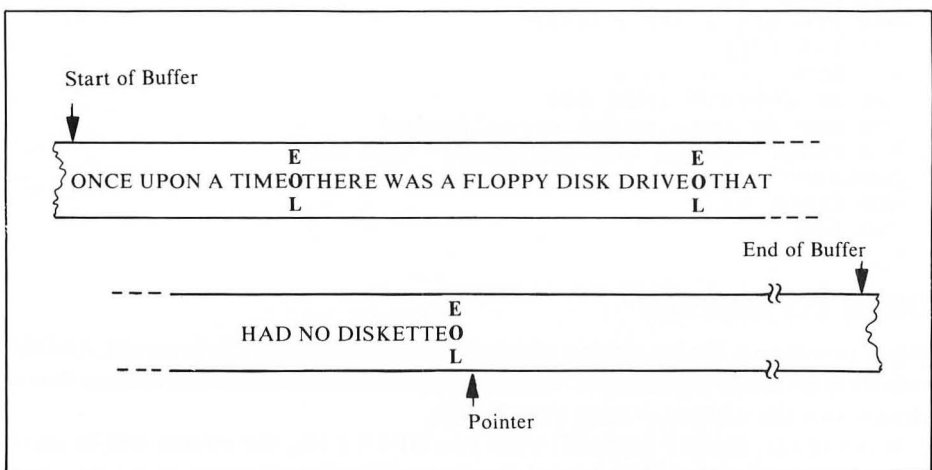 Start of Buffer
E E
ONCE UPON A TIMEOTHERE WAS A FLOPPY DISK DRIVEOTHAT
L L
End of Buffer
E
HAD NO DISKETTEO
L
Pointer